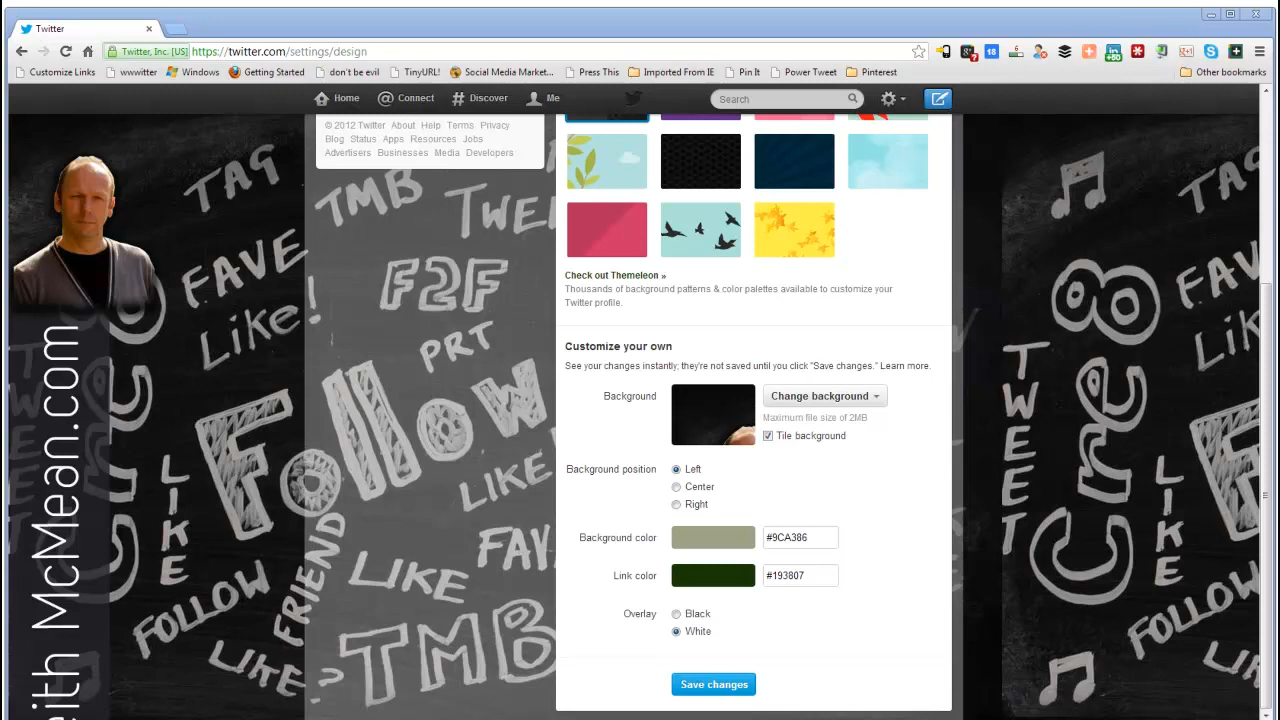 Twitter
Twitter, Inc. [US] https://twitter.com/settings/design
Customize Links wwwitter Windows Getting Started don't be evil TinyURL! Social Media Market... Press This Imported From IE Pin It Power Tweet Pinterest Other bookmarks
Home Connect Discover Me Search
© 2012 Twitter About Help Terms Privacy
Blog Status Apps Resources Jobs
Advertisers Businesses Media Developers
Check out Themeleon »
Thousands of background patterns & color palettes available to customize your
Twitter profile.
Customize your own
See your changes instantly; they're not saved until you click "Save changes." Learn more.
Background Change background
Maximum file size of 2MB
Tile background
Background position Left
Center
Right
Background color #9CA386
Link color #193807
Overlay Black
White
Save changes
TAG
TMB
FAVE
Like!
F2F
PRT
Follow
LIKE
LIKE
FRIEND
LIKE
FOLLOW
LIKE
TMB
eith McMean.com
TWEET
Cre8
LIKE
FOLLOW